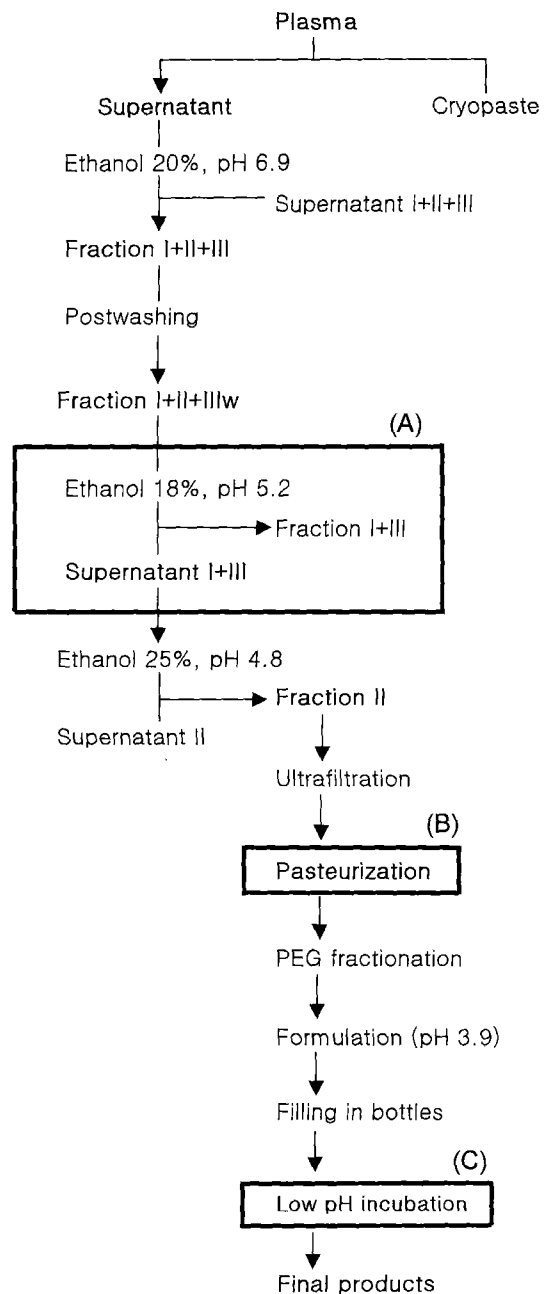 Plasma
Supernatant
Cryopaste
Ethanol 20%, pH 6.9
Supernatant I+II+III
Fraction I+II+III
Postwashing
Fraction I+II+IIIw
(A)
Ethanol 18%, pH 5.2
Fraction I+III
Supernatant I+III
Ethanol 25%, pH 4.8
Fraction II
Supernatant II
Ultrafiltration
(B)
Pasteurization
PEG fractionation
Formulation (pH 3.9)
Filling in bottles
(C)
Low pH incubation
Final products